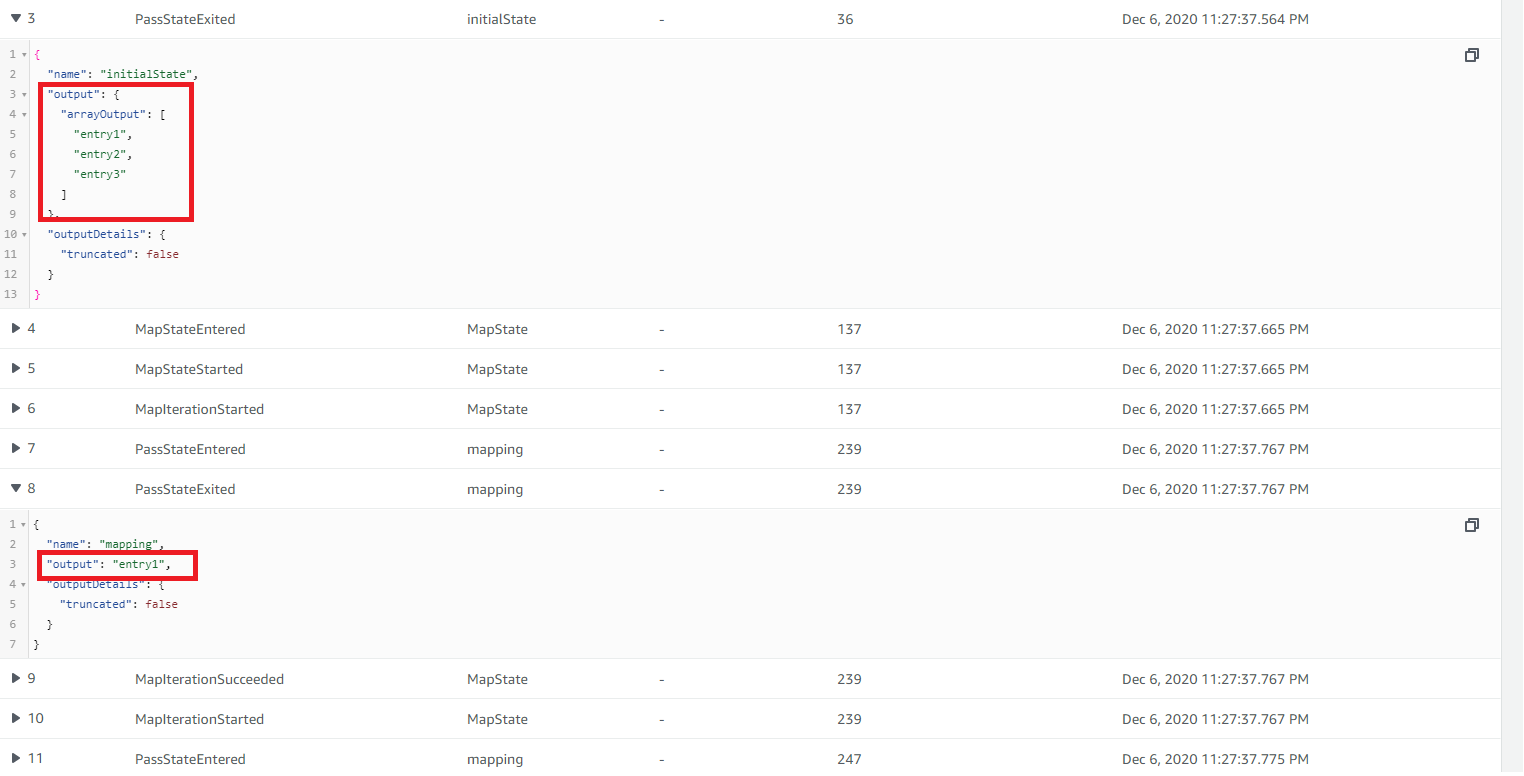 3 PassStateExited initialState - 36 Dec 6, 2020 11:27:37.564 PM
1 {
2 "name": "initialState",
3 "output": {
4 "arrayOutput": [
5 "entry1",
6 "entry2",
7 "entry3"
8 ]
9 },
10 "outputDetails": {
11 "truncated": false
12 }
13 }
4 MapStateEntered MapState - 137 Dec 6, 2020 11:27:37.665 PM
5 MapStateStarted MapState - 137 Dec 6, 2020 11:27:37.665 PM
6 MapIterationStarted MapState - 137 Dec 6, 2020 11:27:37.665 PM
7 PassStateEntered mapping - 239 Dec 6, 2020 11:27:37.767 PM
8 PassStateExited mapping - 239 Dec 6, 2020 11:27:37.767 PM
1 {
2 "name": "mapping",
3 "output": "entry1",
4 "outputDetails": {
5 "truncated": false
6 }
7 }
9 MapIterationSucceeded MapState - 239 Dec 6, 2020 11:27:37.767 PM
10 MapIterationStarted MapState - 239 Dec 6, 2020 11:27:37.767 PM
11 PassStateEntered mapping - 247 Dec 6, 2020 11:27:37.775 PM